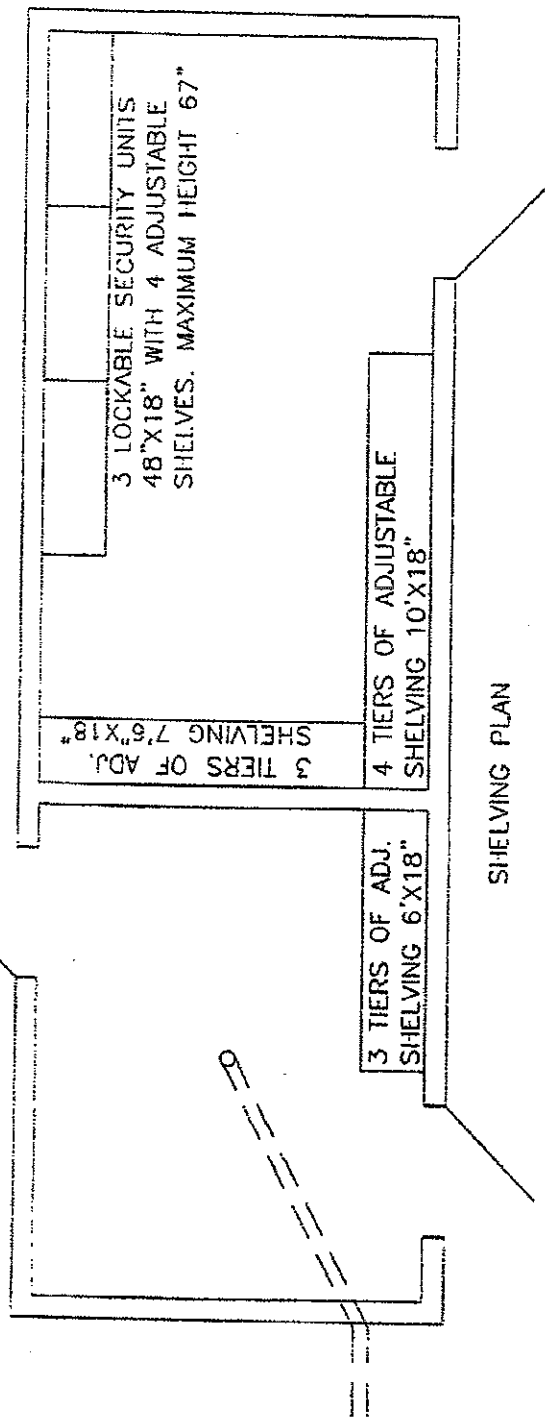 3 LOCKABLE SECURITY UNITS
48"X18" WITH 4 ADJUSTABLE
SHELVES. MAXIMUM HEIGHT 67"
3 TIERS OF ADJ.
SHELVING 7'6"X18"
4 TIERS OF ADJUSTABLE
SHELVING 10'X18"
3 TIERS OF ADJ.
SHELVING 6'X18"
SHELVING PLAN